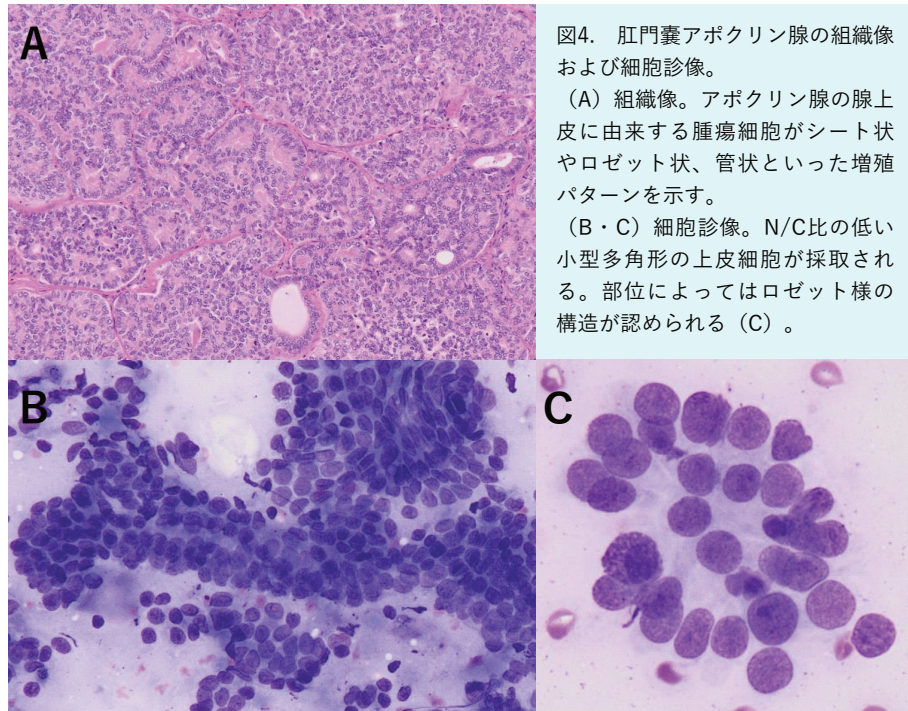 A
図4. 肛門嚢アポクリン腺の組織像
および細胞診像。
（A）組織像。アポクリン腺の腺上
皮に由来する腫瘍細胞がシート状
やロゼット状、管状といった増殖
パターンを示す。
（B・C）細胞診像。N/C比の低い
小型多角形の上皮細胞が採取され
る。部位によってはロゼット様の
構造が認められる（C）。
B
C